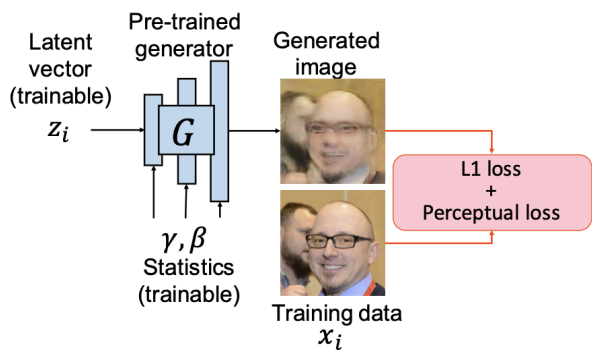 Latent
vector
(trainable)
z_i
Pre-trained
generator
G
γ, β
Statistics
(trainable)
Generated
image
Training data
x_i
L1 loss
+
Perceptual loss